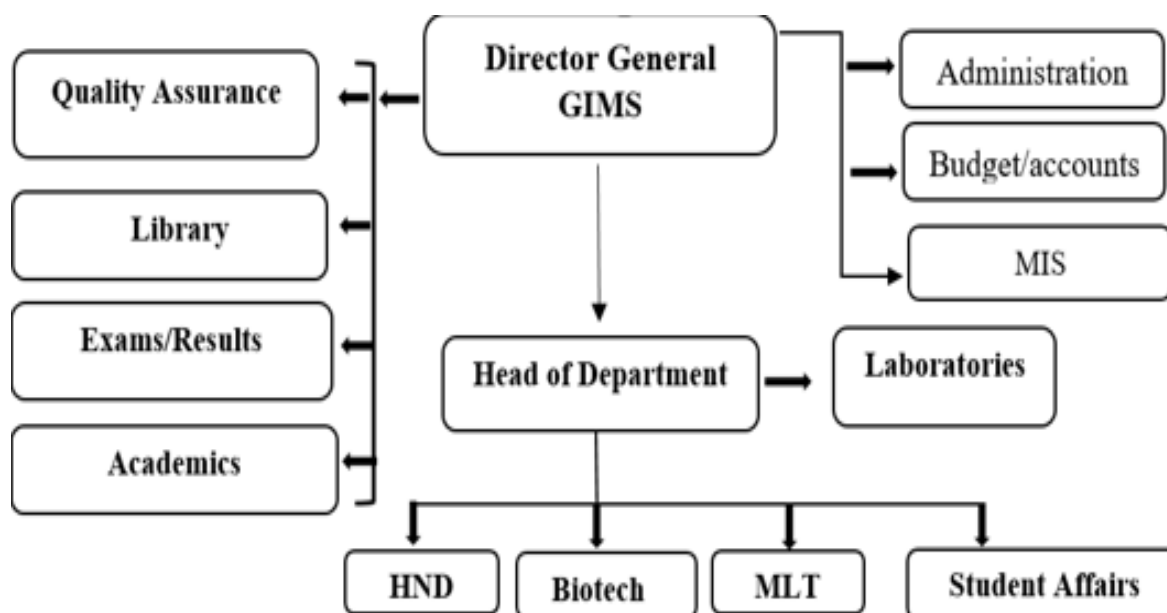 Director General
GIMS
Quality Assurance
Library
Exams/Results
Academics
Administration
Budget/accounts
MIS
Head of Department
Laboratories
HND
Biotech
MLT
Student Affairs